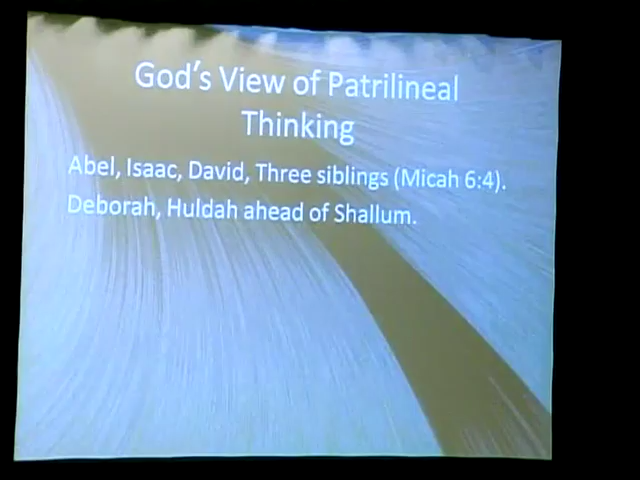 God's View of Patrilineal
Thinking
Abel, Isaac, David, Three siblings (Micah 6:4).
Deborah, Huldah ahead of Shallum.